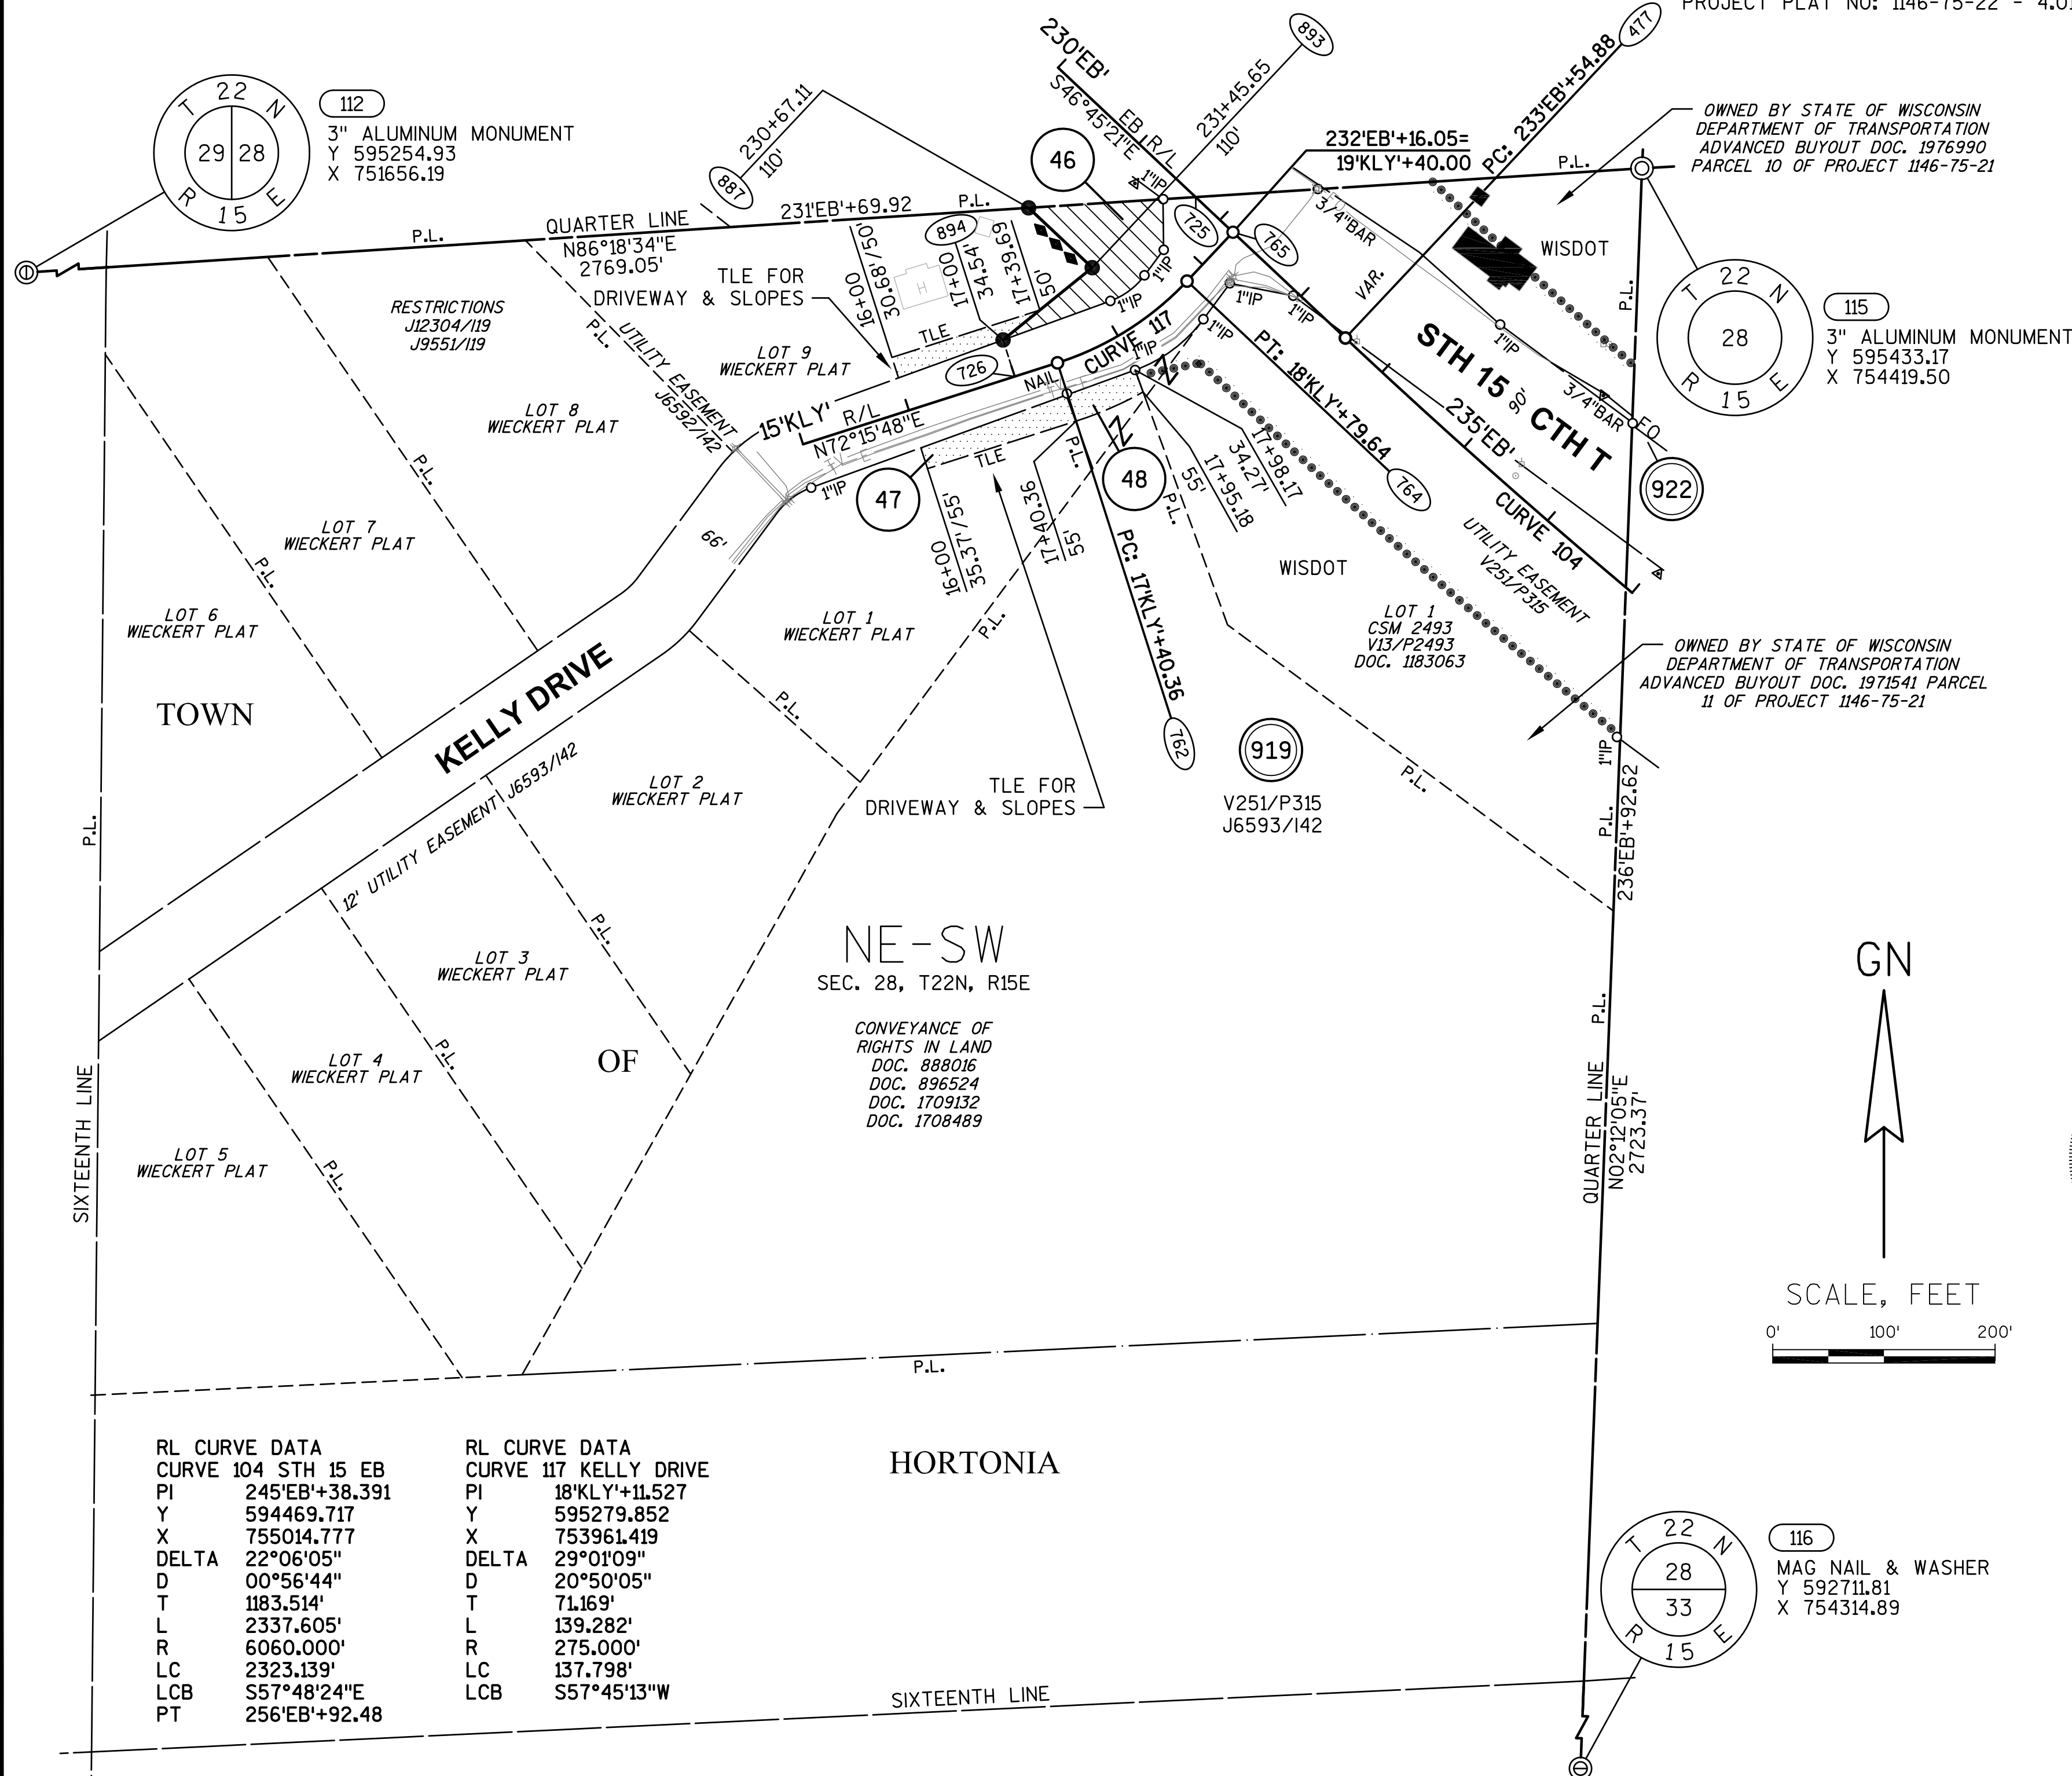 PROJECT PLAT NO: 1146-75-22 - 4.01
T 22 N
29 28
R 15 E
112
3" ALUMINUM MONUMENT
Y 595254.93
X 751656.19
887
230+67.11
110'
230'EB'
S46°45'21"E
EB R/L
893
231+45.65
110'
46
232'EB'+16.05=
19'KLY'+40.00
PC: 233'EB'+54.88
477
OWNED BY STATE OF WISCONSIN
DEPARTMENT OF TRANSPORTATION
ADVANCED BUYOUT DOC. 1976990
PARCEL 10 OF PROJECT 1146-75-21
P.L.
QUARTER LINE
231'EB'+69.92
P.L.
P.L.
1"IP
N86°18'34"E
2769.05'
894
725
765
3/4"BAR
WISDOT
VAR.
P.L.
T 22 N
28
R 15 E
115
3" ALUMINUM MONUMENT
Y 595433.17
X 754419.50
TLE FOR
DRIVEWAY & SLOPES
16+00
30.68'/50'
17+00
34.54'
17+39.69
50'
H
RESTRICTIONS
J12304/I19
J9551/I19
P.L.
UTILITY EASEMENT
J6592/I42
LOT 9
WIECKERT PLAT
TLE
726
NAIL
CURVE 117
1"IP
1"IP
1"IP
1"IP
1"IP
1"IP
PT: 18'KLY'+79.64
764
STH 15
CTH T
90'
1"IP
3/4"BAR
FO
922
235'EB'
CURVE 104
UTILITY EASEMENT
V251/P315
LOT 8
WIECKERT PLAT
P.L.
15'KLY'
R/L
N72°15'48"E
1"IP
47
TLE
P.L.
48
16+00
35.37'/55'
17+40.36
55'
17+98.17
34.27'
17+95.18
55'
P.L.
PC: 17'KLY'+40.36
762
WISDOT
LOT 7
WIECKERT PLAT
P.L.
66'
LOT 6
WIECKERT PLAT
LOT 1
WIECKERT PLAT
P.L.
LOT 1
CSM 2493
V13/P2493
DOC. 1183063
OWNED BY STATE OF WISCONSIN
DEPARTMENT OF TRANSPORTATION
ADVANCED BUYOUT DOC. 1971541 PARCEL
11 OF PROJECT 1146-75-21
TOWN
KELLY DRIVE
P.L.
919
V251/P315
J6593/I42
1"IP
P.L.
236'EB'+92.62
P.L.
P.L.
12' UTILITY EASEMENT J6593/I42
LOT 2
WIECKERT PLAT
TLE FOR
DRIVEWAY & SLOPES
P.L.
LOT 3
WIECKERT PLAT
NE-SW
SEC. 28, T22N, R15E
CONVEYANCE OF
RIGHTS IN LAND
DOC. 888016
DOC. 896524
DOC. 1709132
DOC. 1708489
GN
SCALE, FEET
0' 100' 200'
P.L.
QUARTER LINE
N02°12'05"E
2723.37'
SIXTEENTH LINE
LOT 4
WIECKERT PLAT
P.L.
OF
LOT 5
WIECKERT PLAT
P.L.
P.L.
HORTONIA
RL CURVE DATA
CURVE 104 STH 15 EB
PI 245'EB'+38.391
Y 594469.717
X 755014.777
DELTA 22°06'05"
D 00°56'44"
T 1183.514'
L 2337.605'
R 6060.000'
LC 2323.139'
LCB S57°48'24"E
PT 256'EB'+92.48
RL CURVE DATA
CURVE 117 KELLY DRIVE
PI 18'KLY'+11.527
Y 595279.852
X 753961.419
DELTA 29°01'09"
D 20°50'05"
T 71.169'
L 139.282'
R 275.000'
LC 137.798'
LCB S57°45'13"W
SIXTEENTH LINE
T 22 N
28
33
R 15 E
116
MAG NAIL & WASHER
Y 592711.81
X 754314.89